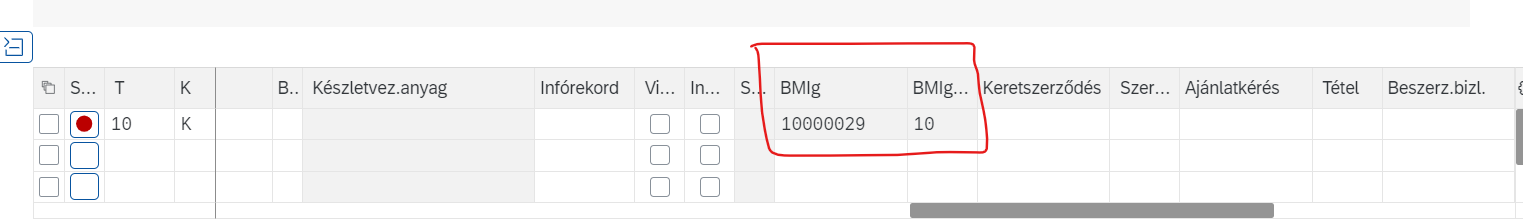 S... T K B.. Készletvez.anyag Infórekord Vi... In... S... BMIg BMIg... Keretszerződés Szer... Ajánlatkérés Tétel Beszerz.bizl.
10 K 10000029 10